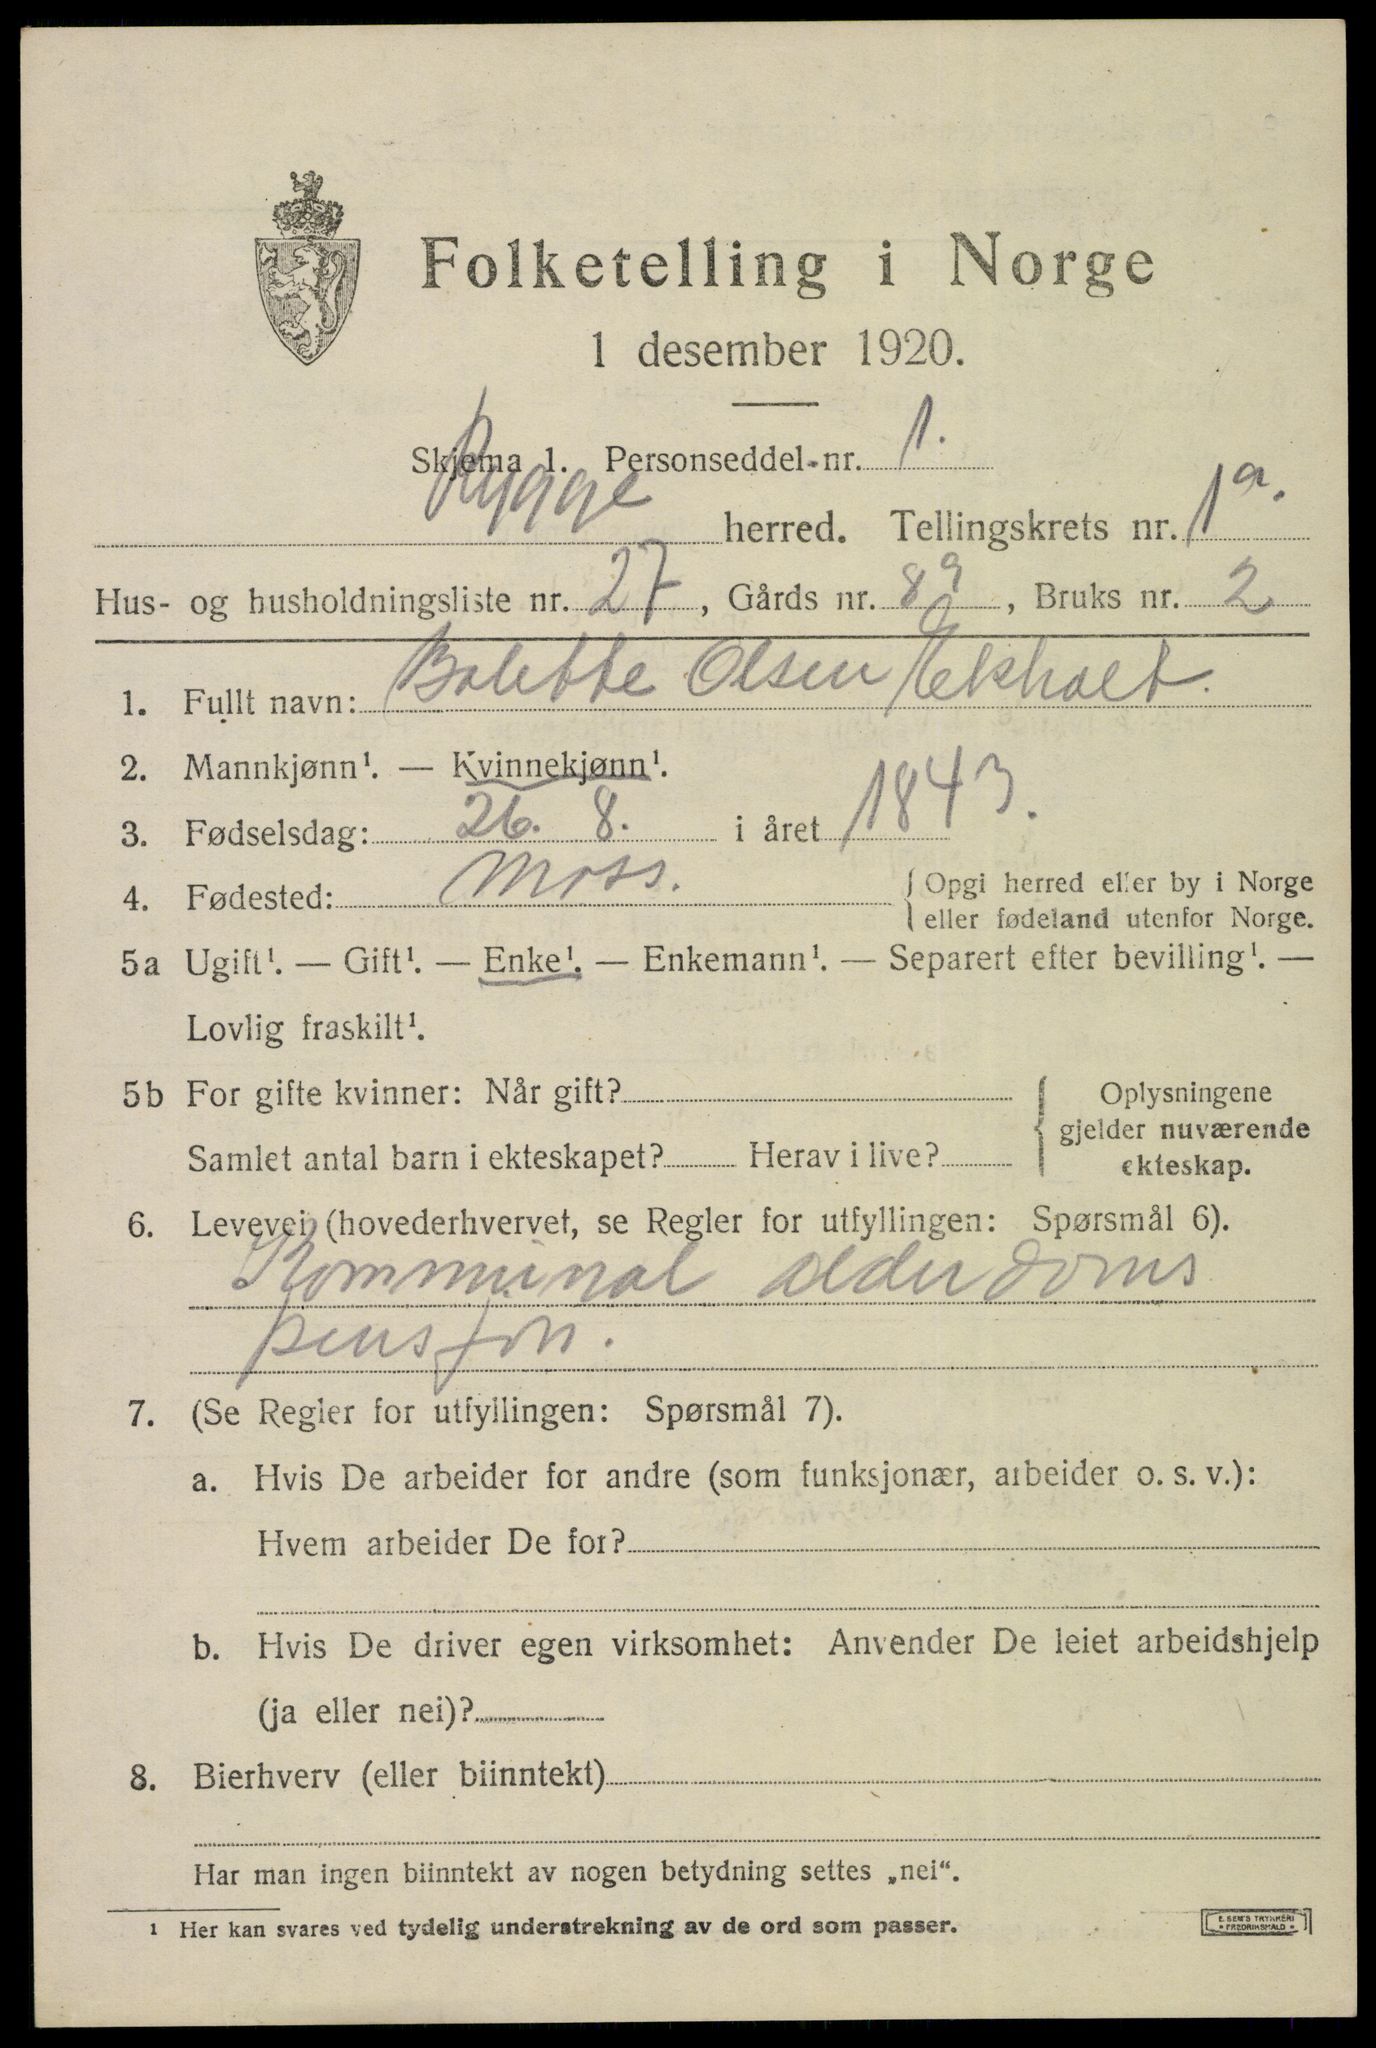 Folketelling i Norge
1 desember 1920.
Skjema 1. Personseddel-nr. 1.
Rygge herred. Tellingskrets nr. 1a.
Hus- og husholdningsliste nr. 27, Gårds nr. 89, Bruks nr. 2
1. Fullt navn: Bolette Olsen Ekholt.
2. Mannkjønn¹. — Kvinnekjønn¹.
3. Fødselsdag: 26. 8. i året 1843.
4. Fødested: Moss. { Opgi herred eller by i Norge
eller fødeland utenfor Norge.
5a Ugift¹. — Gift¹. — Enke¹. — Enkemann¹. — Separert efter bevilling¹. —
Lovlig fraskilt¹.
5b For gifte kvinner: Når gift? { Oplysningene
gjelder nuværende
Samlet antal barn i ekteskapet? Herav i live? ekteskap.
6. Levevei (hovederhvervet, se Regler for utfyllingen: Spørsmål 6).
Kommunal alderdoms
pensjon.
7. (Se Regler for utfyllingen: Spørsmål 7).
a. Hvis De arbeider for andre (som funksjonær, arbeider o. s. v.):
Hvem arbeider De for?
b. Hvis De driver egen virksomhet: Anvender De leiet arbeidshjelp
(ja eller nei)?
8. Bierhverv (eller biinntekt)
Har man ingen biinntekt av nogen betydning settes „nei“.
1 Her kan svares ved tydelig understrekning av de ord som passer.
E. SEM'S TRYKKERI
* FREDRIKSHALD *